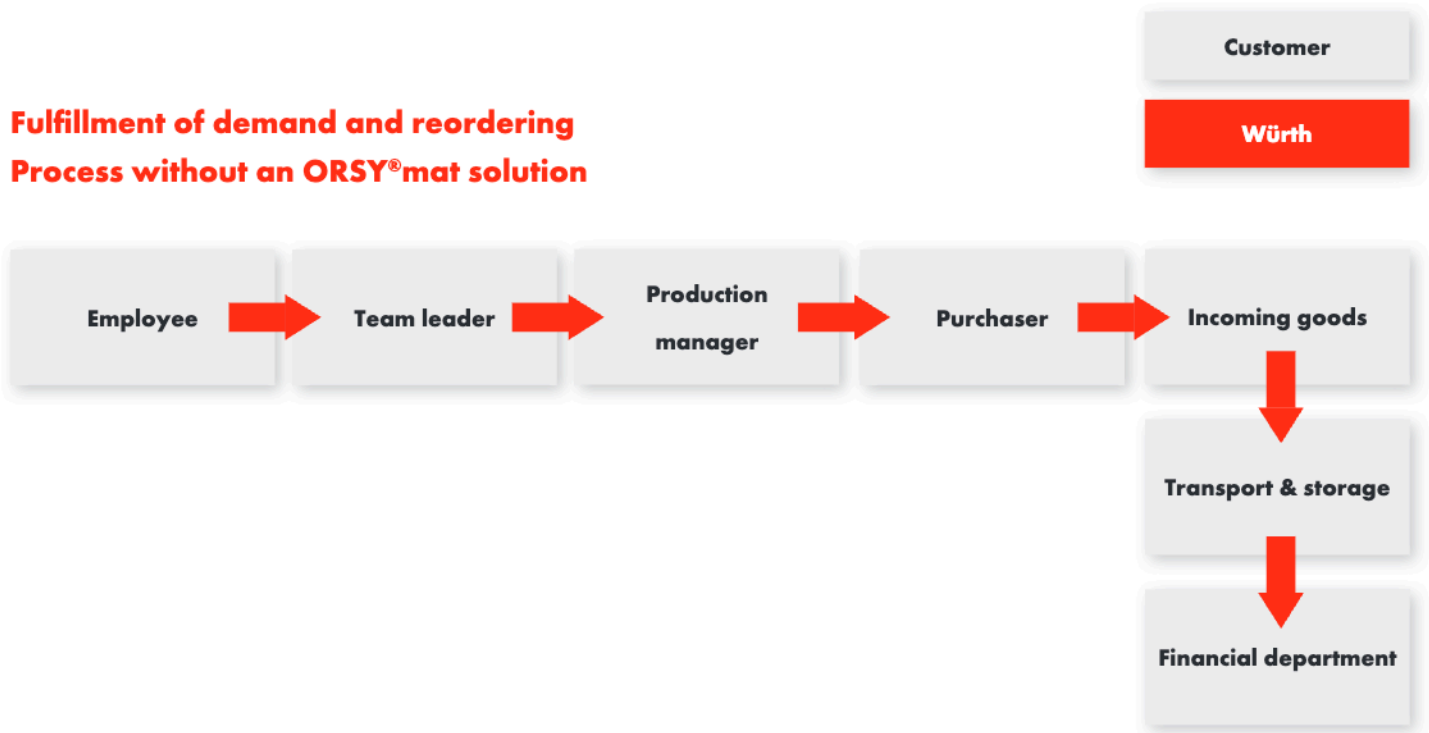 Customer
Würth
Fulfillment of demand and reordering
Process without an ORSY®mat solution
Employee
Team leader
Production
manager
Purchaser
Incoming goods
Transport & storage
Financial department